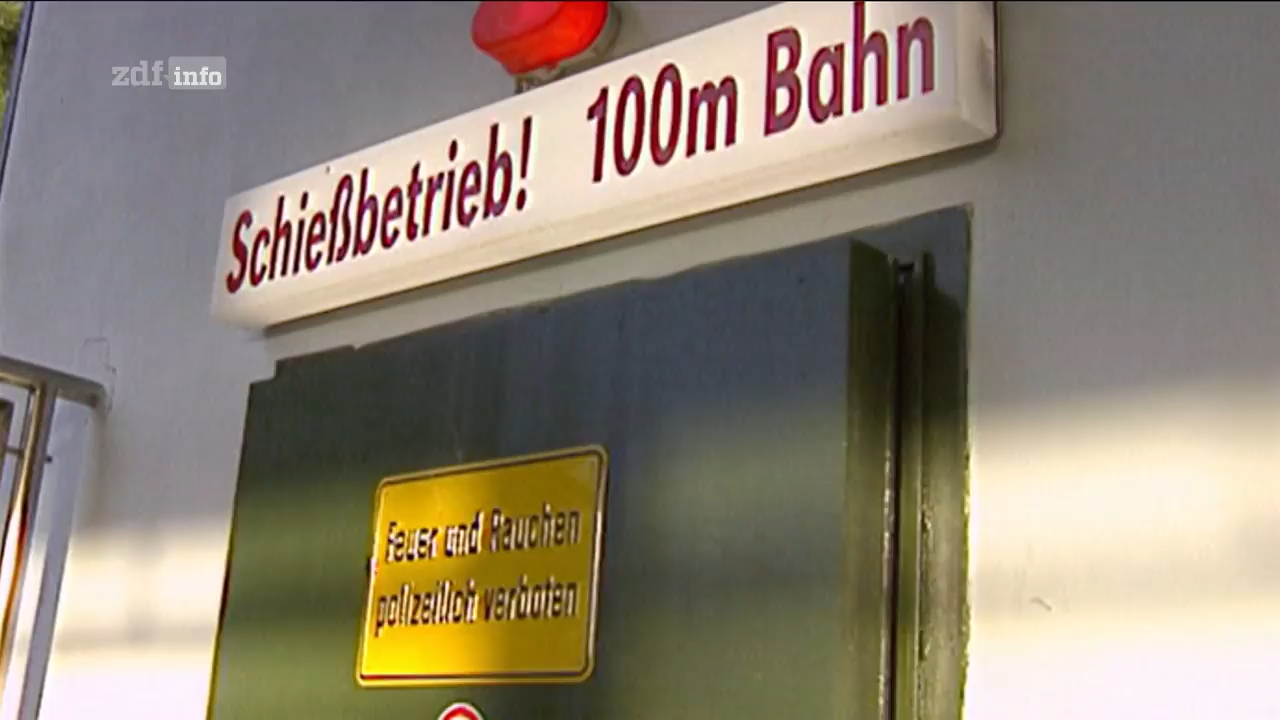 zdf info
Schießbetrieb! 100m Bahn
Feuer und Rauchen
polizeilich verboten